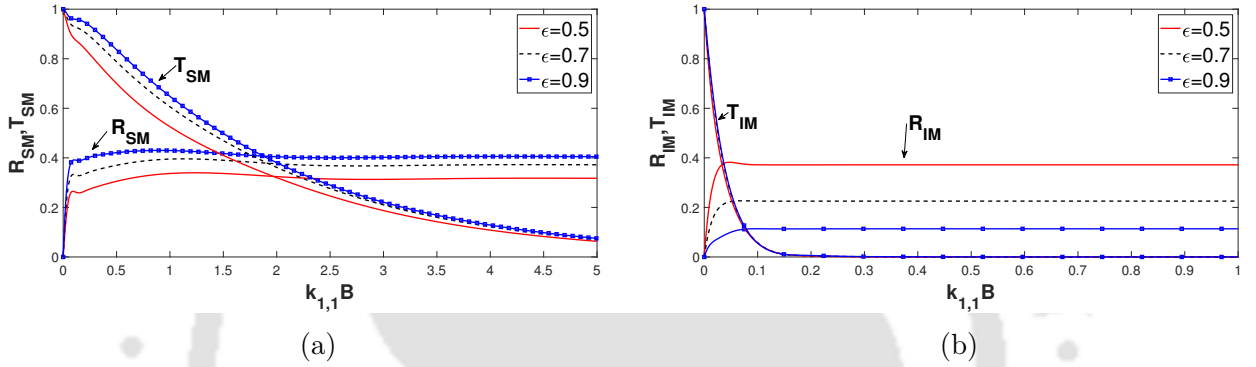 R_SM,T_SM
1
0.8
0.6
0.4
0.2
0
0 0.5 1 1.5 2 2.5 3 3.5 4 4.5 5
k_1,1B
T_SM
R_SM
ϵ=0.5
ϵ=0.7
ϵ=0.9
(a)
R_IM,T_IM
1
0.8
0.6
0.4
0.2
0
0 0.1 0.2 0.3 0.4 0.5 0.6 0.7 0.8 0.9 1
k_1,1B
T_IM
R_IM
ϵ=0.5
ϵ=0.7
ϵ=0.9
(b)